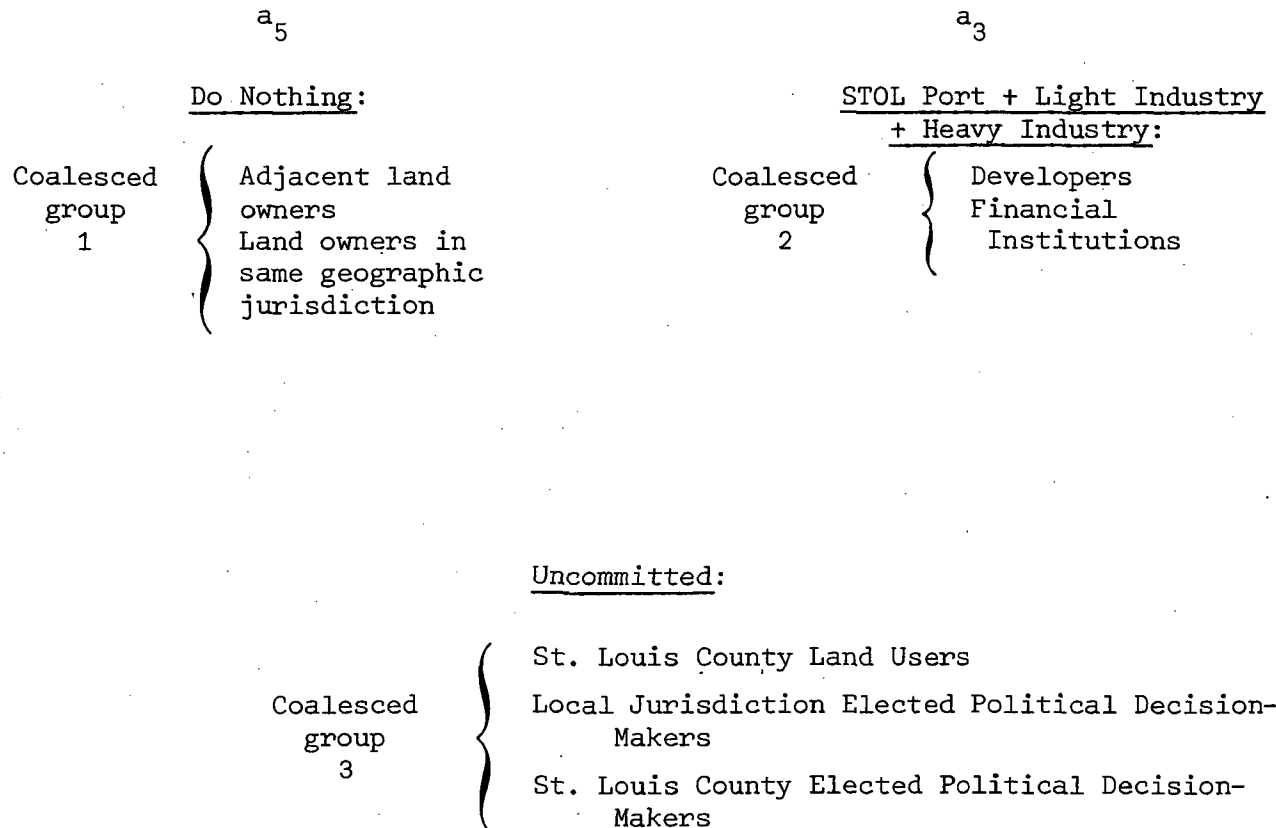 a5
a3
Do Nothing:
STOL Port + Light Industry
+ Heavy Industry:
Coalesced
group
1
Adjacent land
owners
Land owners in
same geographic
jurisdiction
Coalesced
group
2
Developers
Financial
Institutions
Uncommitted:
Coalesced
group
3
St. Louis County Land Users
Local Jurisdiction Elected Political Decision-
Makers
St. Louis County Elected Political Decision-
Makers